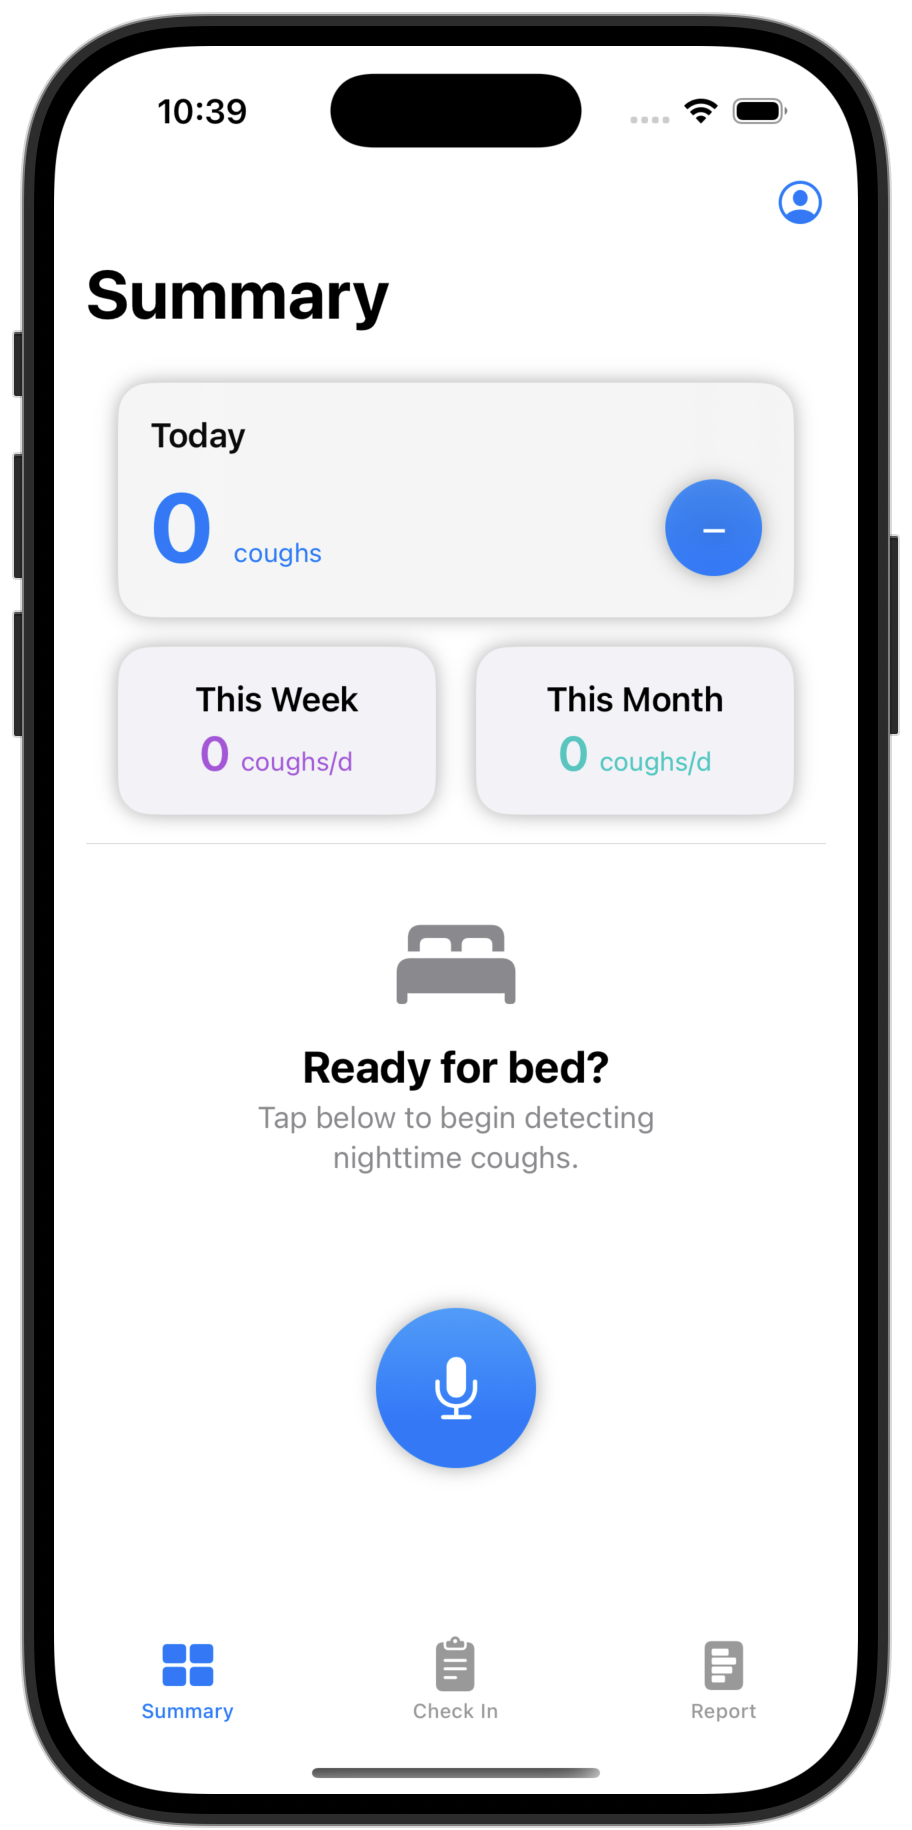 10:39
Summary
Today
0 coughs
–
This Week
0 coughs/d
This Month
0 coughs/d
Ready for bed?
Tap below to begin detecting
nighttime coughs.
Summary
Check In
Report